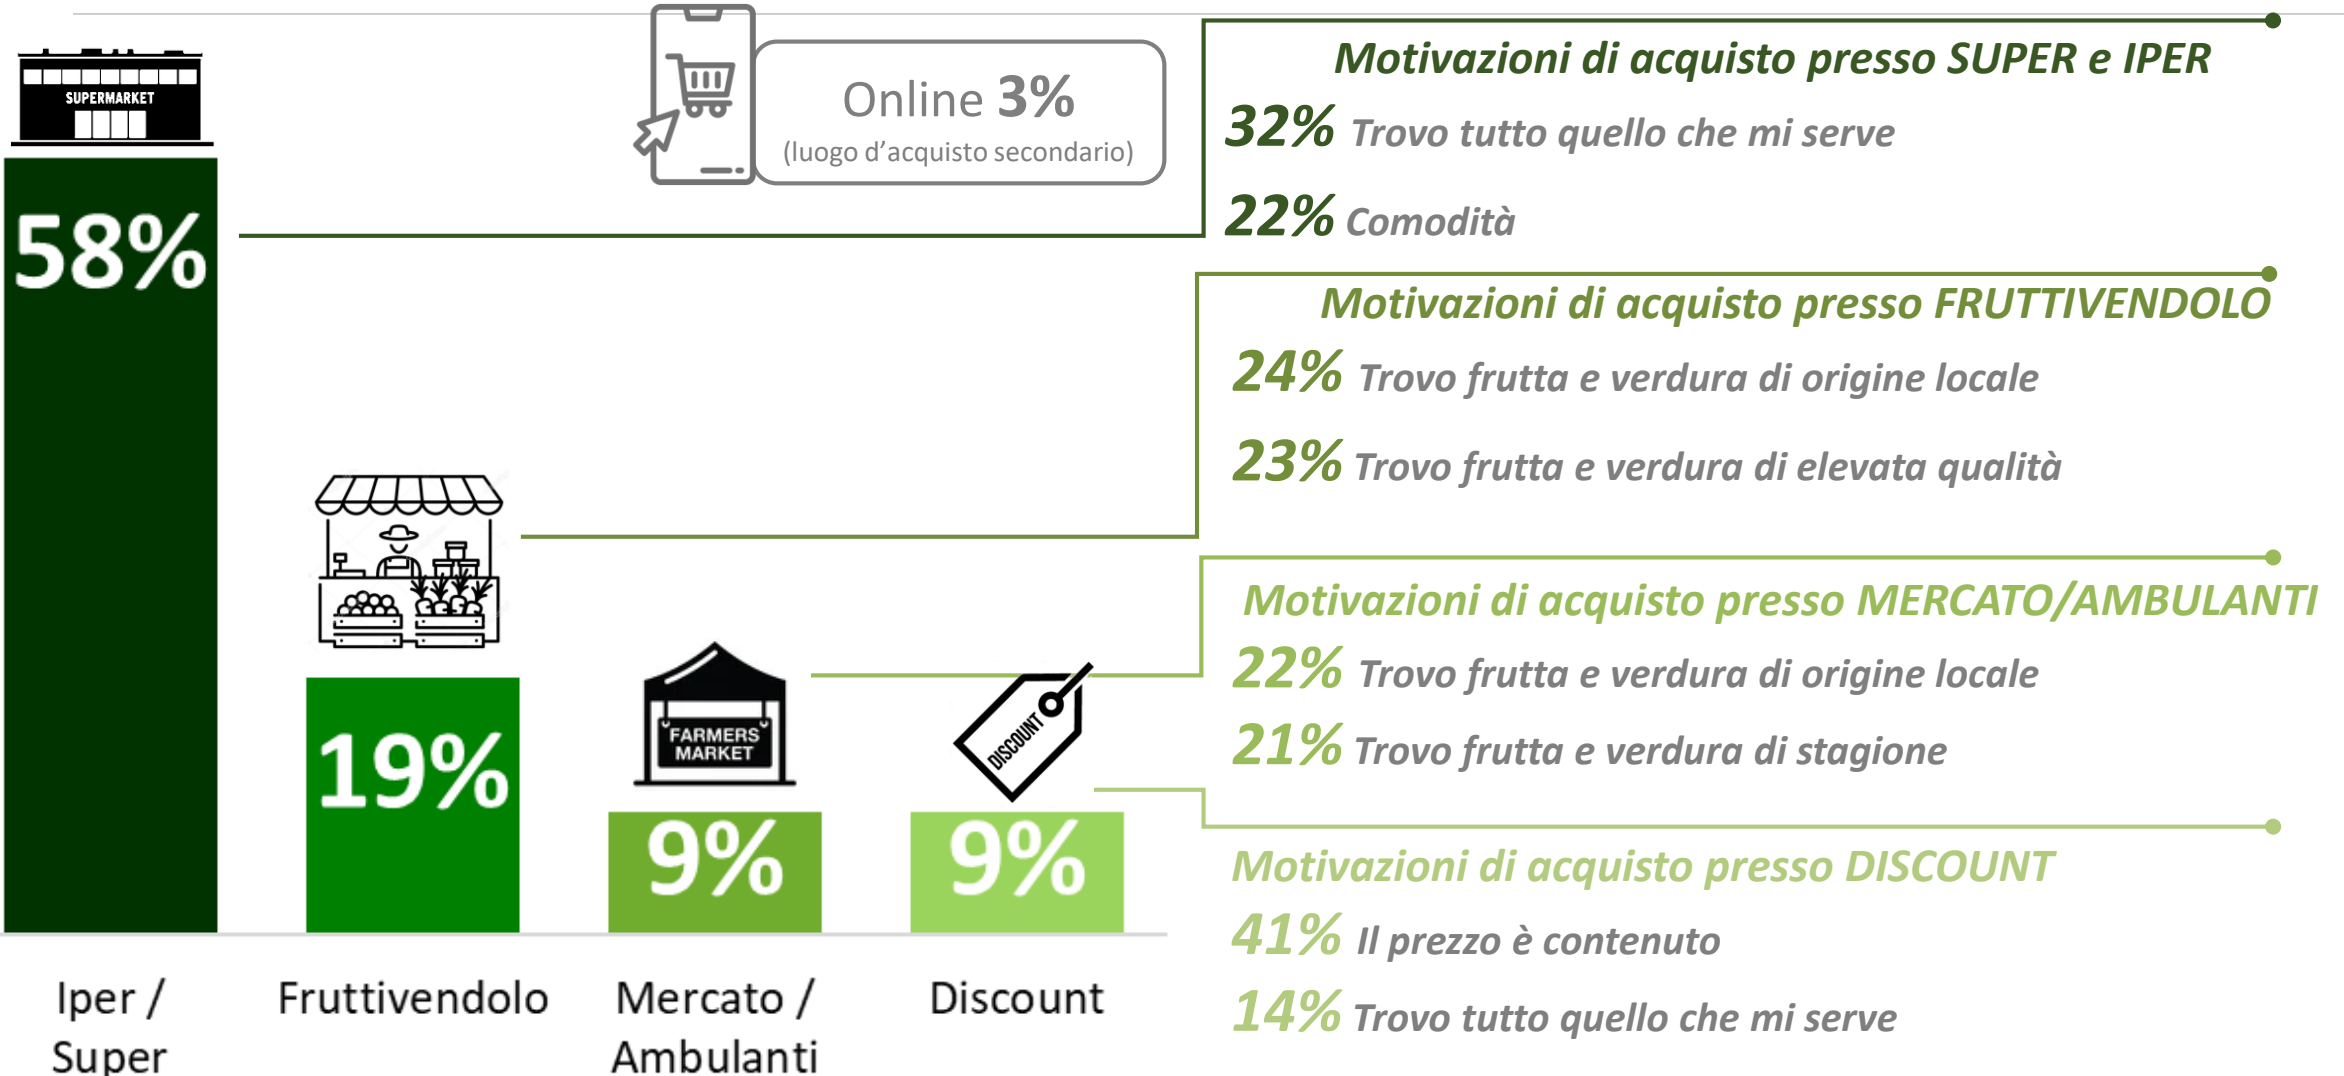 SUPERMARKET
58%
Online 3%
(luogo d'acquisto secondario)
19%
FARMERS
MARKET
9%
DISCOUNT
9%
Iper /
Super
Fruttivendolo
Mercato /
Ambulanti
Discount
Motivazioni di acquisto presso SUPER e IPER
32% Trovo tutto quello che mi serve
22% Comodità
Motivazioni di acquisto presso FRUTTIVENDOLO
24% Trovo frutta e verdura di origine locale
23% Trovo frutta e verdura di elevata qualità
Motivazioni di acquisto presso MERCATO/AMBULANTI
22% Trovo frutta e verdura di origine locale
21% Trovo frutta e verdura di stagione
Motivazioni di acquisto presso DISCOUNT
41% Il prezzo è contenuto
14% Trovo tutto quello che mi serve